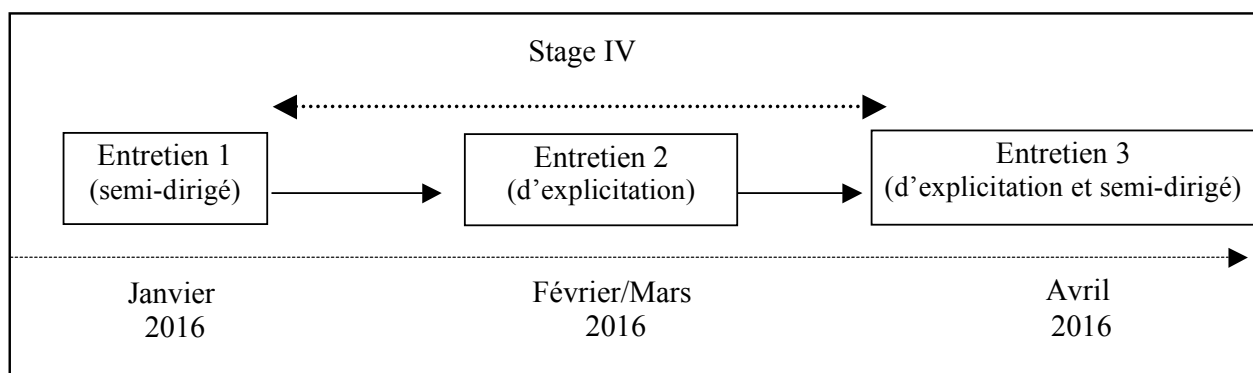 Stage IV
Entretien 1
(semi-dirigé)
Entretien 2
(d’explicitation)
Entretien 3
(d’explicitation et semi-dirigé)
Janvier
2016
Février/Mars
2016
Avril
2016